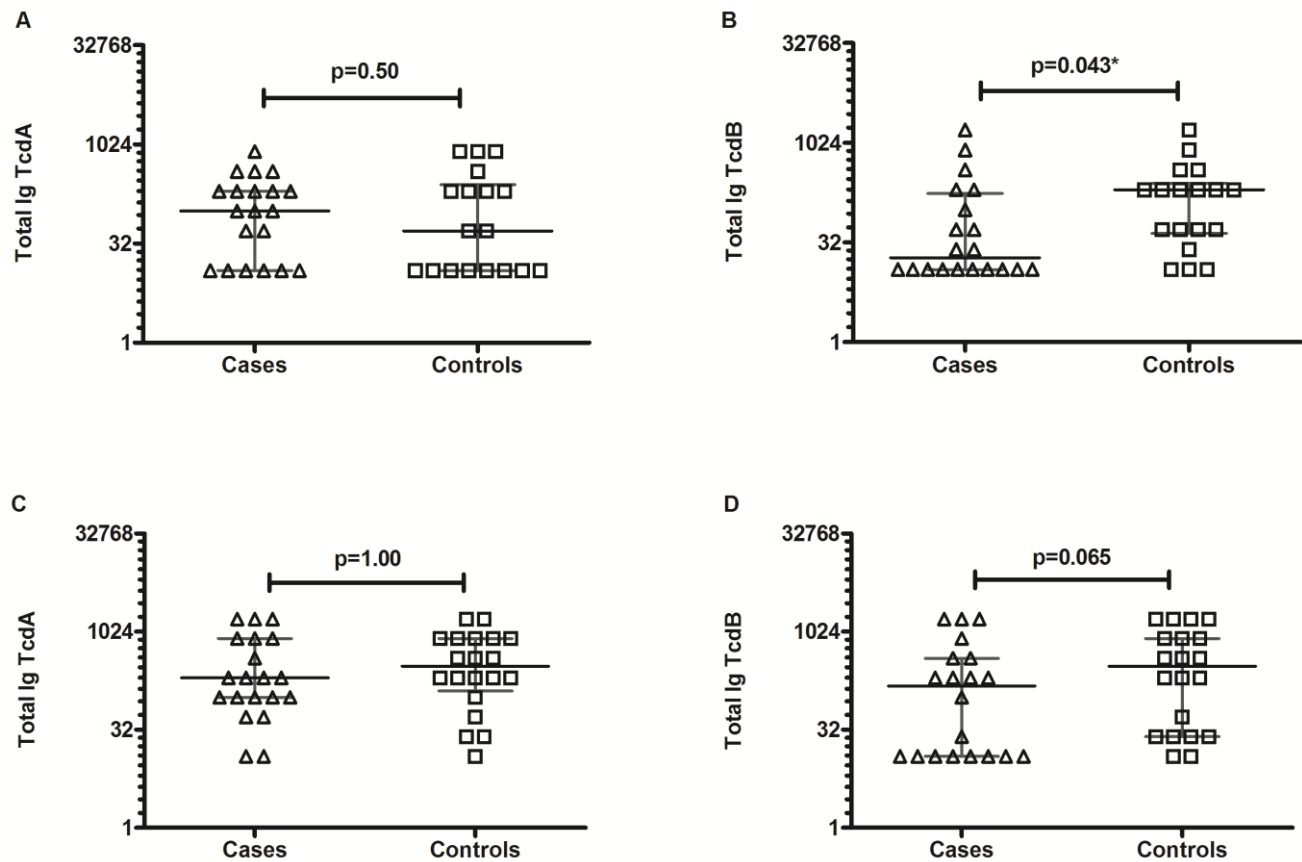 A
32768
1024
32
1
Total Ig TcdA
p=0.50
Cases
Controls
B
32768
1024
32
1
Total Ig TcdB
p=0.043*
Cases
Controls
C
32768
1024
32
1
Total Ig TcdA
p=1.00
Cases
Controls
D
32768
1024
32
1
Total Ig TcdB
p=0.065
Cases
Controls